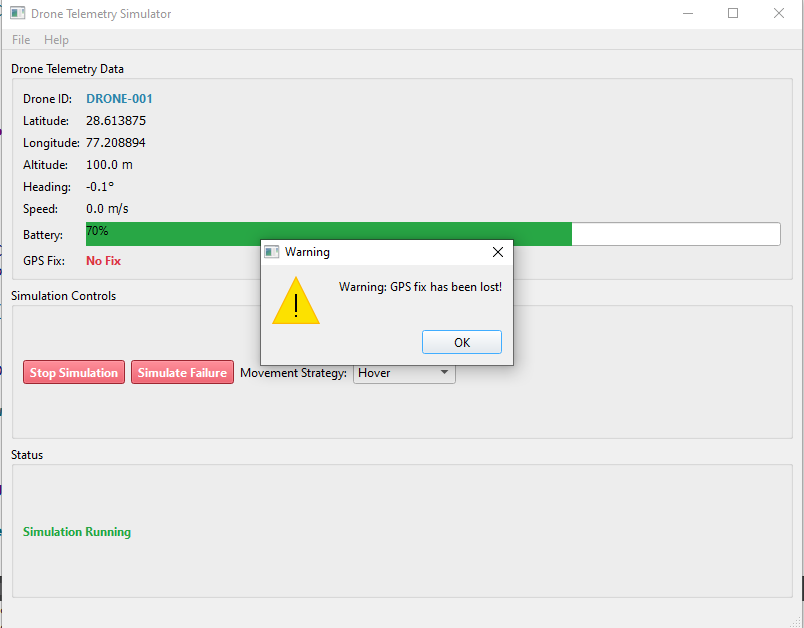 Drone Telemetry Simulator
File Help
Drone Telemetry Data
Drone ID: DRONE-001
Latitude: 28.613875
Longitude: 77.208894
Altitude: 100.0 m
Heading: -0.1°
Speed: 0.0 m/s
Battery: 70%
GPS Fix: No Fix
Warning
Warning: GPS fix has been lost!
OK
Simulation Controls
Stop Simulation Simulate Failure Movement Strategy: Hover
Status
Simulation Running